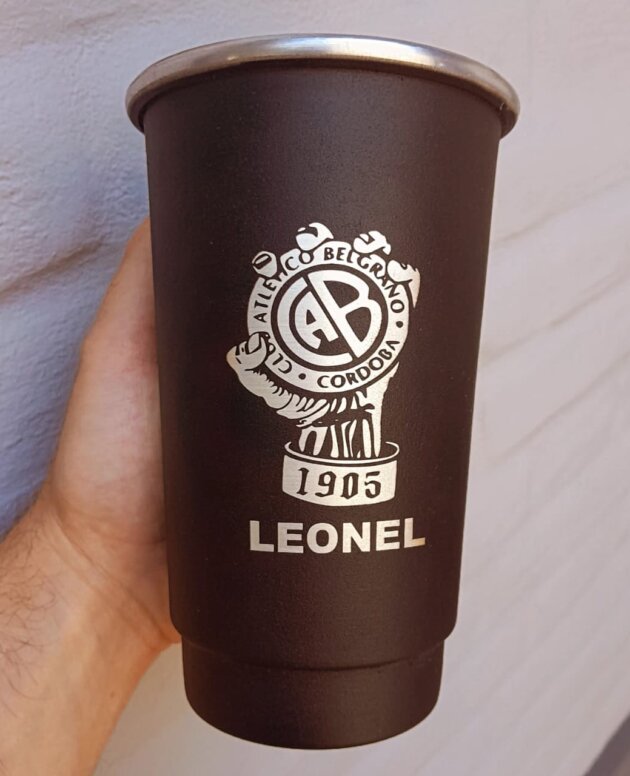 CLUB ATLETICO BELGRANO
CAB
• CORDOBA •
1905
LEONEL